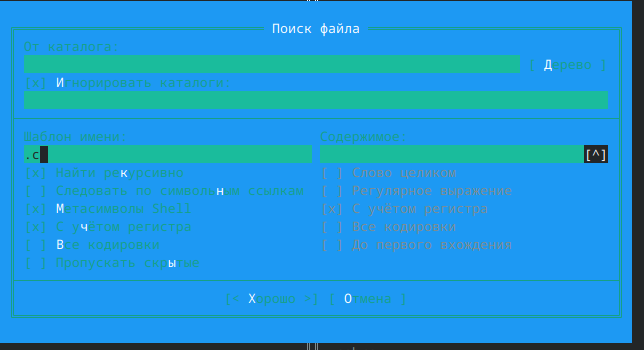 Поиск файла
От каталога:
[ Дерево ]
[x] Игнорировать каталоги:
Шаблон имени: Содержимое:
.с [^]
[x] Найти рекурсивно [ ] Слово целиком
[ ] Следовать по символьным ссылкам [ ] Регулярное выражение
[x] Метасимволы Shell [x] С учётом регистра
[x] С учётом регистра [ ] Все кодировки
[ ] Все кодировки [ ] До первого вхождения
[ ] Пропускать скрытые
[< Хорошо >] [ Отмена ]